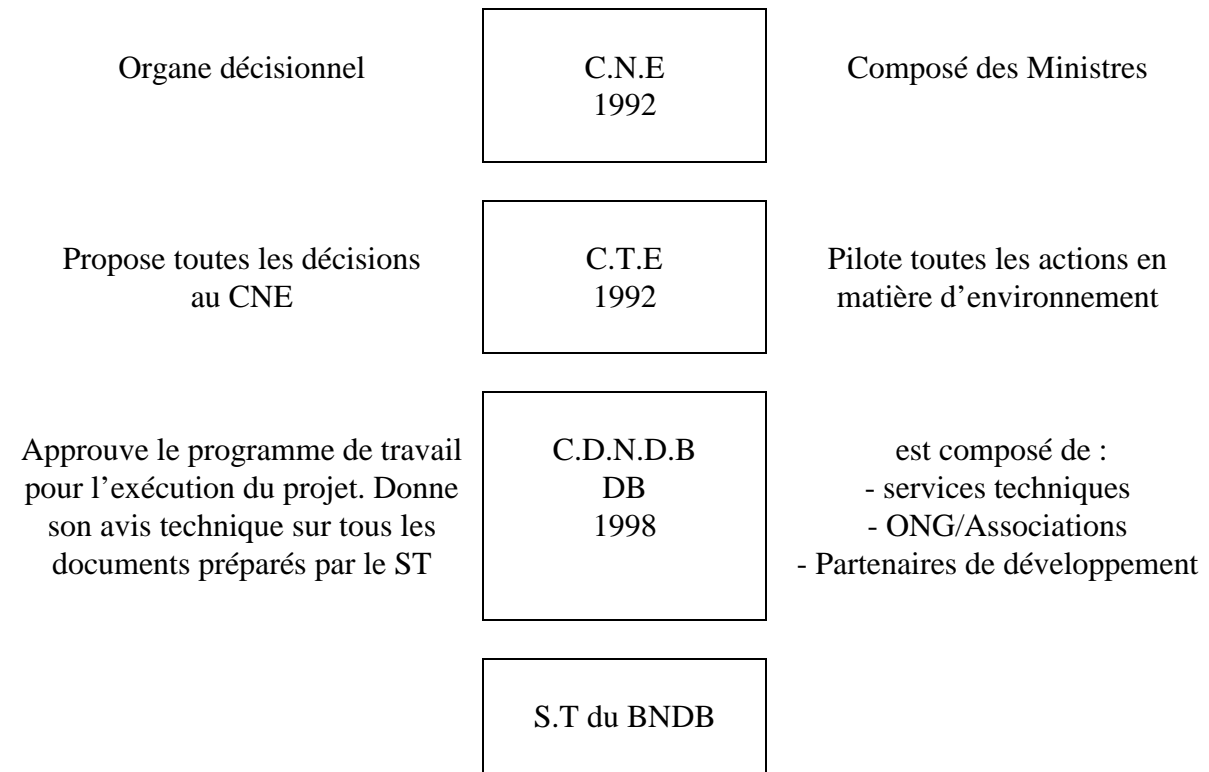 Organe décisionnel
C.N.E
1992
Composé des Ministres
Propose toutes les décisions
au CNE
C.T.E
1992
Pilote toutes les actions en
matière d’environnement
Approuve le programme de travail
pour l’exécution du projet. Donne
son avis technique sur tous les
documents préparés par le ST
C.D.N.D.B
DB
1998
est composé de :
- services techniques
- ONG/Associations
- Partenaires de développement
S.T du BNDB